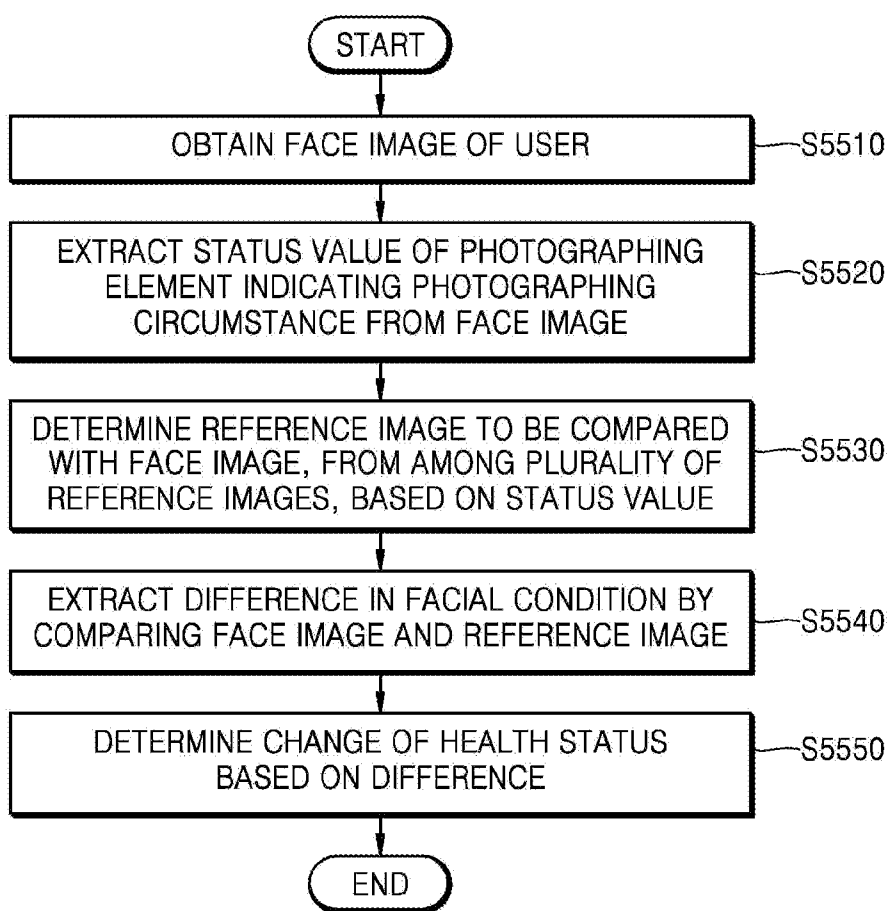 START
OBTAIN FACE IMAGE OF USER
S5510
EXTRACT STATUS VALUE OF PHOTOGRAPHING
ELEMENT INDICATING PHOTOGRAPHING
CIRCUMSTANCE FROM FACE IMAGE
S5520
DETERMINE REFERENCE IMAGE TO BE COMPARED
WITH FACE IMAGE, FROM AMONG PLURALITY OF
REFERENCE IMAGES, BASED ON STATUS VALUE
S5530
EXTRACT DIFFERENCE IN FACIAL CONDITION BY
COMPARING FACE IMAGE AND REFERENCE IMAGE
S5540
DETERMINE CHANGE OF HEALTH STATUS
BASED ON DIFFERENCE
S5550
END